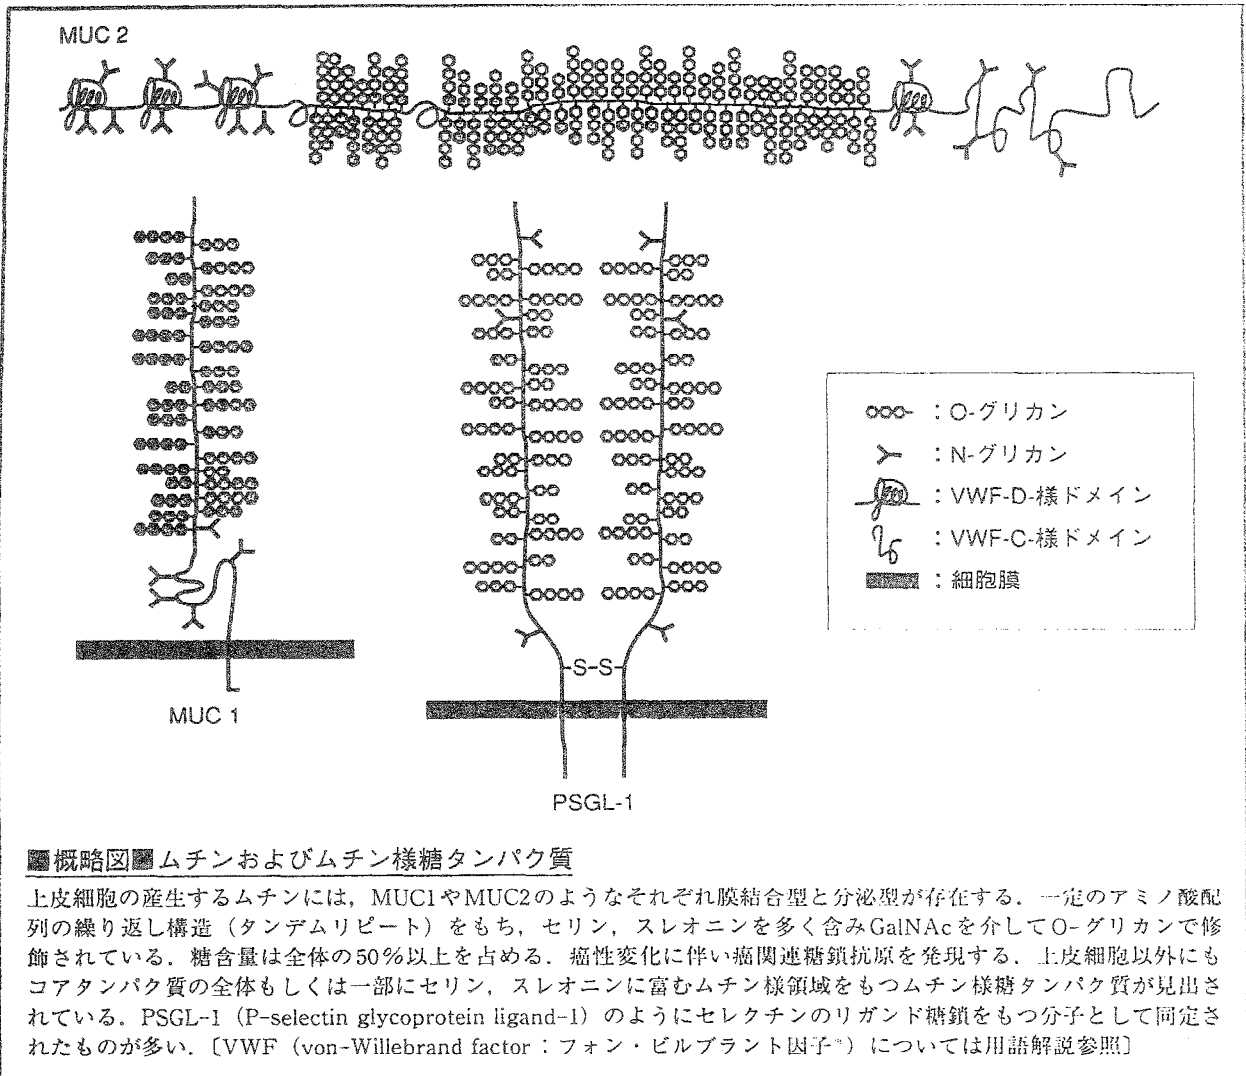 MUC 2
O-グリカン
N-グリカン
VWF-D-様ドメイン
VWF-C-様ドメイン
細胞膜
S-S
MUC 1
PSGL-1
■概略図■ムチンおよびムチン様糖タンパク質
上皮細胞の産生するムチンには，MUC1やMUC2のようなそれぞれ膜結合型と分泌型が存在する．一定のアミノ酸配
列の繰り返し構造（タンデムリピート）をもち，セリン，スレオニンを多く含みGalNAcを介してO-グリカンで修
飾されている．糖含量は全体の50％以上を占める．癌性変化に伴い癌関連糖鎖抗原を発現する．上皮細胞以外にも
コアタンパク質の全体もしくは一部にセリン，スレオニンに富むムチン様領域をもつムチン様糖タンパク質が見出さ
れている．PSGL-1（P-selectin glycoprotein ligand-1）のようにセレクチンのリガンド糖鎖をもつ分子として同定さ
れたものが多い．〔VWF（von-Willebrand factor：フォン・ビルブラント因子*）については用語解説参照〕